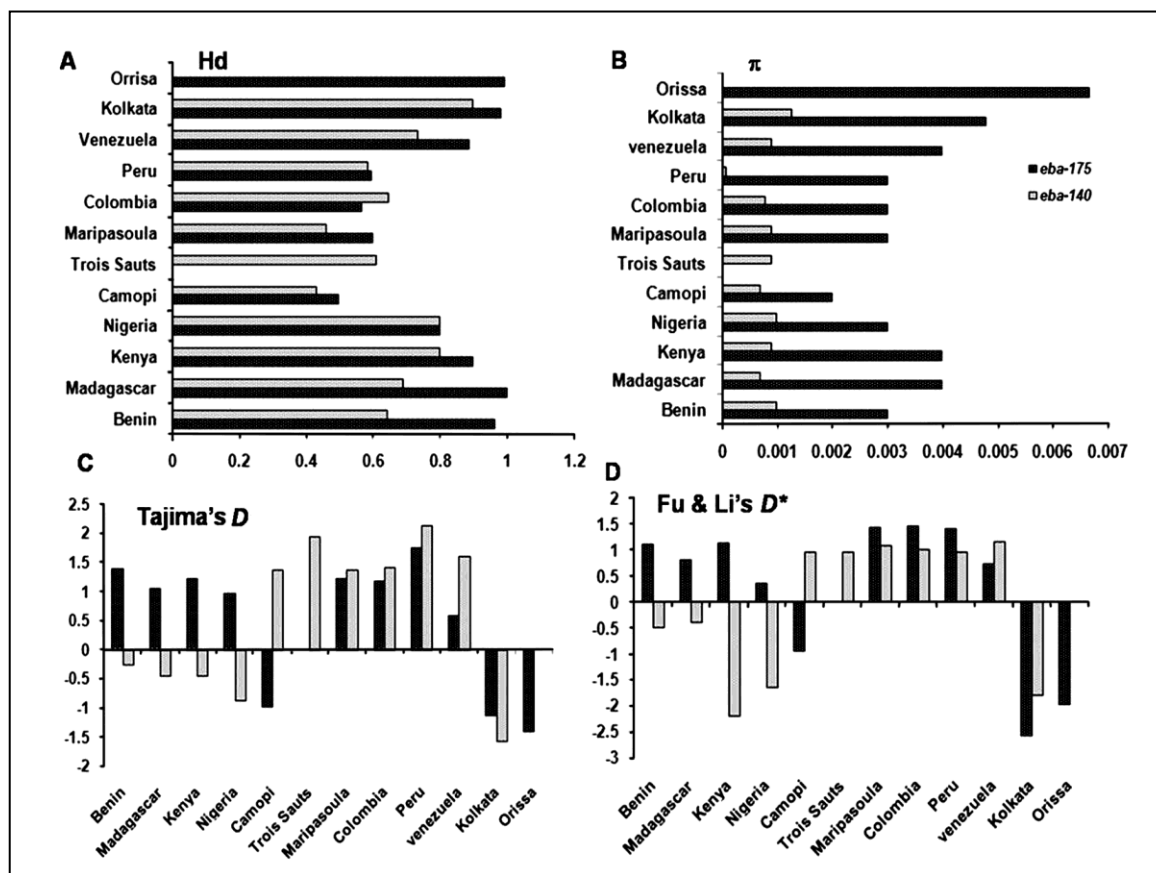 A Hd
Orrisa
Kolkata
Venezuela
Peru
Colombia
Maripasoula
Trois Sauts
Camopi
Nigeria
Kenya
Madagascar
Benin
0 0.2 0.4 0.6 0.8 1 1.2
B π
Orissa
Kolkata
venezuela
Peru
Colombia
Maripasoula
Trois Sauts
Camopi
Nigeria
Kenya
Madagascar
Benin
0 0.001 0.002 0.003 0.004 0.005 0.006 0.007
eba-175
eba-140
C Tajima's D
2.5
2
1.5
1
0.5
0
-0.5
-1
-1.5
-2
Benin Madagascar Kenya Nigeria Camopi Trois Sauts Maripasoula Colombia Peru venezuela Kolkata Orissa
D Fu & Li's D*
2
1.5
1
0.5
0
-0.5
-1
-1.5
-2
-2.5
-3
Benin Madagascar Kenya Nigeria Camopi Trois Sauts Maripasoula Colombia Peru venezuela Kolkata Orissa